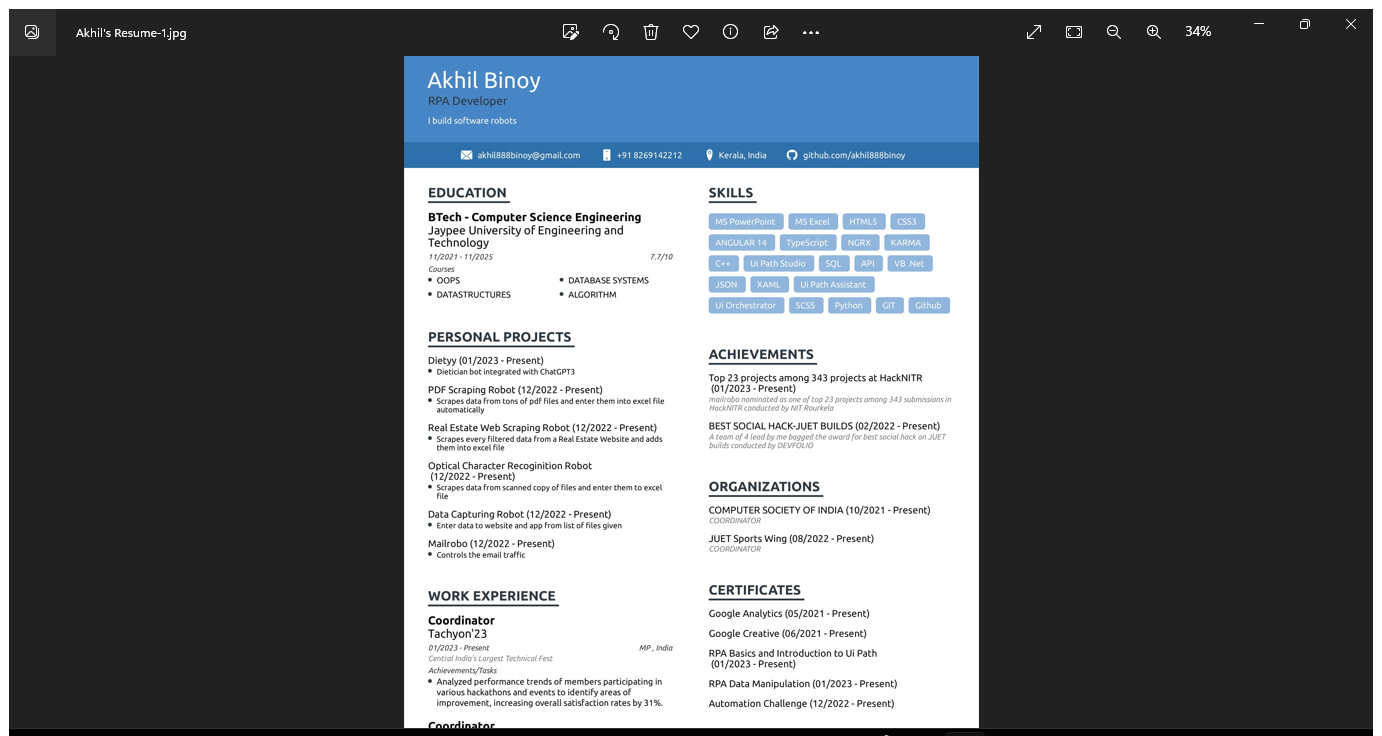 Akhil's Resume-1.jpg
34%
Akhil Binoy
RPA Developer
I build software robots
akhil888binoy@gmail.com
+91 8269142212
Kerala, India
github.com/akhil888binoy
EDUCATION
BTech - Computer Science Engineering
Jaypee University of Engineering and
Technology
11/2021 - 11/2025
7.7/10
Courses
OOPS
DATABASE SYSTEMS
DATASTRUCTURES
ALGORITHM
PERSONAL PROJECTS
Dietyy (01/2023 - Present)
Dietician bot integrated with ChatGPT3
PDF Scraping Robot (12/2022 - Present)
Scrapes data from tons of pdf files and enter them into excel file
automatically
Real Estate Web Scraping Robot (12/2022 - Present)
Scrapes every filtered data from a Real Estate Website and adds
them into excel file
Optical Character Recoginition Robot
(12/2022 - Present)
Scrapes data from scanned copy of files and enter them to excel
file
Data Capturing Robot (12/2022 - Present)
Enter data to website and app from list of files given
Mailrobo (12/2022 - Present)
Controls the email traffic
WORK EXPERIENCE
Coordinator
Tachyon'23
01/2023 - Present
MP , India
Central India's Largest Technical Fest
Achievements/Tasks
Analyzed performance trends of members participating in
various hackathons and events to identify areas of
improvement, increasing overall satisfaction rates by 31%.
Coordinator
SKILLS
MS PowerPoint
MS Excel
HTML5
CSS3
ANGULAR 14
TypeScript
NGRX
KARMA
C++
Ui Path Studio
SQL
API
VB .Net
JSON
XAML
Ui Path Assistant
Ui Orchestrator
SCSS
Python
GIT
Github
ACHIEVEMENTS
Top 23 projects among 343 projects at HackNITR
(01/2023 - Present)
mailrobo nominated as one of top 23 projects among 343 submissions in
HackNITR conducted by NIT Rourkela
BEST SOCIAL HACK-JUET BUILDS (02/2022 - Present)
A team of 4 lead by me bagged the award for best social hack on JUET
builds conducted by DEVFOLIO
ORGANIZATIONS
COMPUTER SOCIETY OF INDIA (10/2021 - Present)
COORDINATOR
JUET Sports Wing (08/2022 - Present)
COORDINATOR
CERTIFICATES
Google Analytics (05/2021 - Present)
Google Creative (06/2021 - Present)
RPA Basics and Introduction to Ui Path
(01/2023 - Present)
RPA Data Manipulation (01/2023 - Present)
Automation Challenge (12/2022 - Present)